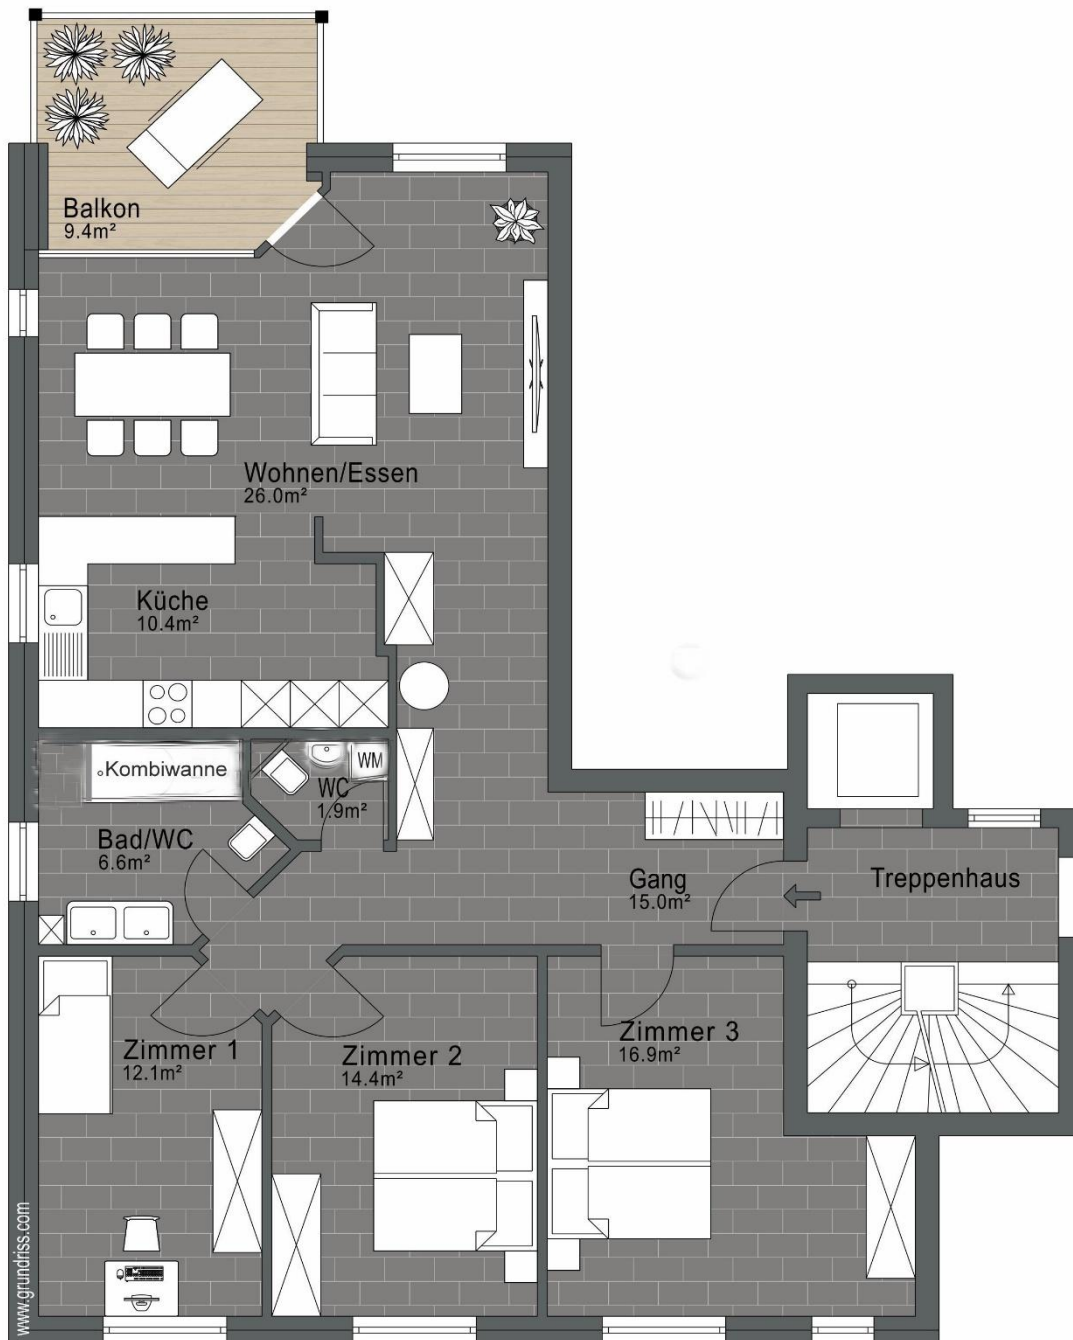 Balkon
9.4m²
Wohnen/Essen
26.0m²
Küche
10.4m²
Kombiwanne
WM
WC
1.9m²
Bad/WC
6.6m²
Gang
15.0m²
Treppenhaus
Zimmer 1
12.1m²
Zimmer 2
14.4m²
Zimmer 3
16.9m²
www.grundriss.com